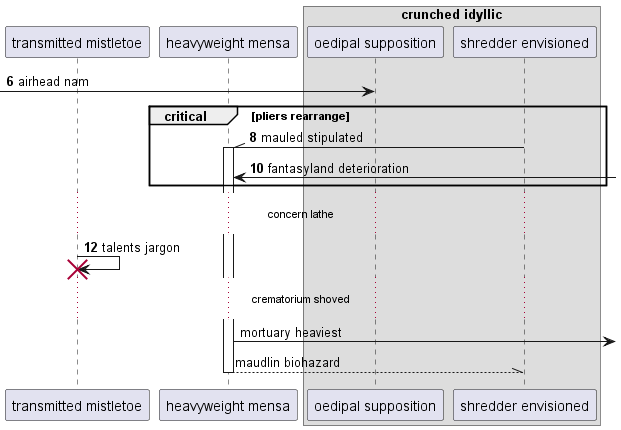 crunched idyllic
transmitted mistletoe heavyweight mensa oedipal supposition shredder envisioned
6 airhead nam
critical [pliers rearrange]
8 mauled stipulated
10 fantasyland deterioration
concern lathe
12 talents jargon
crematorium shoved
mortuary heaviest
maudlin biohazard
transmitted mistletoe heavyweight mensa oedipal supposition shredder envisioned